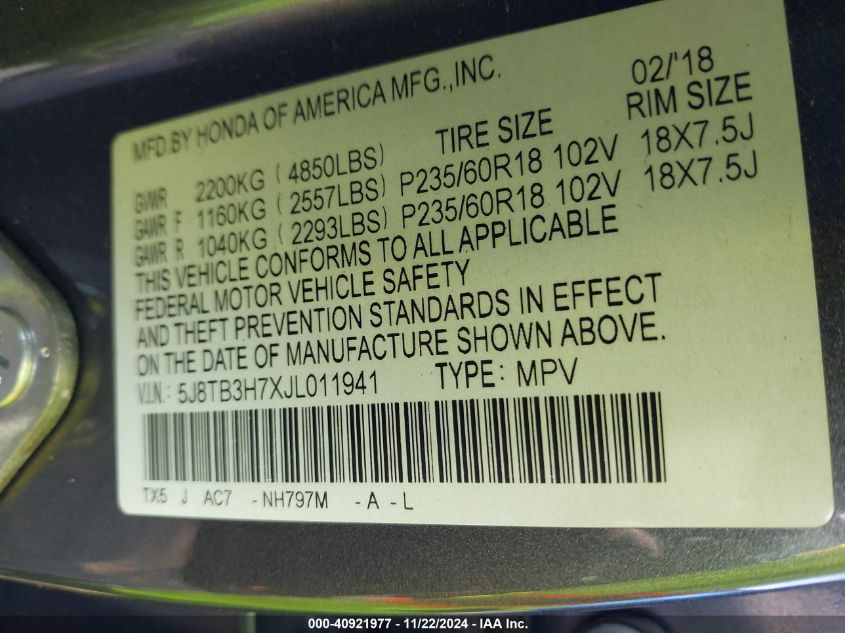 MFD.BY HONDA OF AMERICA MFG.,INC. 02/'18
TIRE SIZE RIM SIZE
GVWR 2200KG ( 4850LBS)
GAWR F 1160KG ( 2557LBS) P235/60R18 102V 18X7.5J
GAWR R 1040KG ( 2293LBS) P235/60R18 102V 18X7.5J
THIS VEHICLE CONFORMS TO ALL APPLICABLE
FEDERAL MOTOR VEHICLE SAFETY
AND THEFT PREVENTION STANDARDS IN EFFECT
ON THE DATE OF MANUFACTURE SHOWN ABOVE.
V.I.N.: 5J8TB3H7XJL011941 TYPE: MPV
TX5 J AC7 -NH797M -A -L
000-40921977 - 11/22/2024 - IAA Inc.